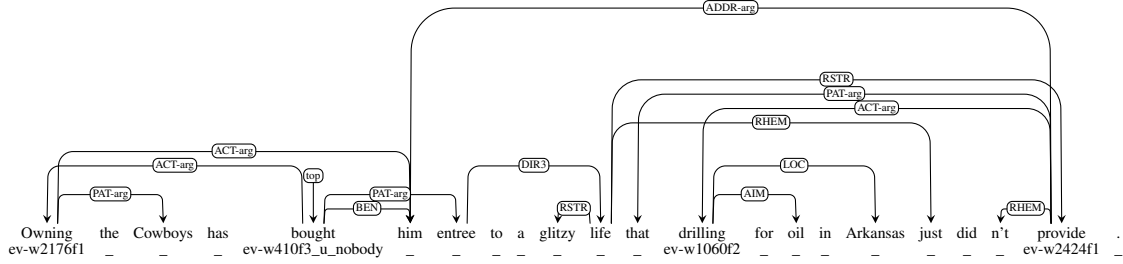 ADDR-arg
RSTR
PAT-arg
ACT-arg
RHEM
ACT-arg
ACT-arg DIR3 LOC
top
PAT-arg PAT-arg AIM
BEN RSTR RHEM
Owning the Cowboys has bought him entree to a glitzy life that drilling for oil in Arkansas just did n't provide .
ev-w2176f1 _ _ _ ev-w410f3_u_nobody _ _ _ _ _ _ _ ev-w1060f2 _ _ _ _ _ _ _ ev-w2424f1 _